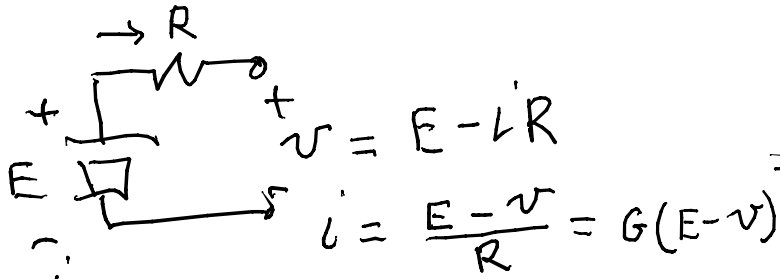 → R
+
+
v = E - iR
E
-
i = E - v / R = G(E-v)